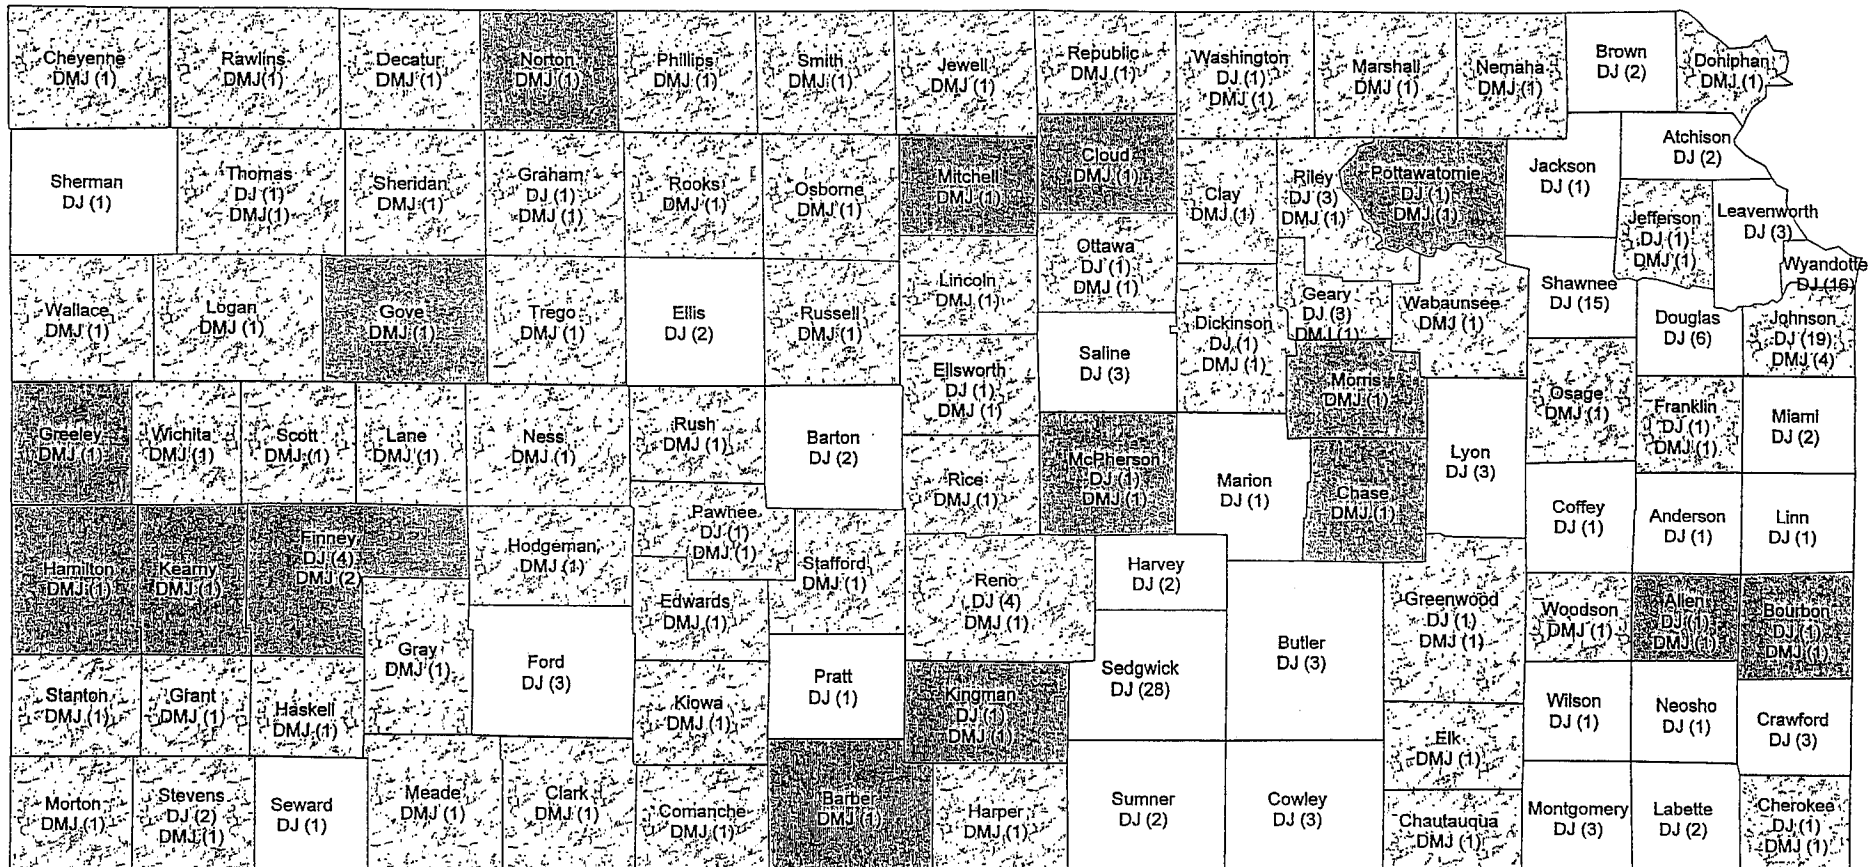 Cheyenne
DMJ (1)
Rawlins
DMJ (1)
Decatur
DMJ (1)
Norton
DMJ (1)
Phillips
DMJ (1)
Smith
DMJ (1)
Jewell
DMJ (1)
Republic
DMJ (1)
Washington
DJ (1)
DMJ (1)
Marshall
DMJ (1)
Nemaha
DMJ (1)
Brown
DJ (2)
Doniphan
DMJ (1)
Sherman
DJ (1)
Thomas
DJ (1)
DMJ(1)
Sheridan
DMJ (1)
Graham
DJ (1)
DMJ (1)
Rooks
DMJ (1)
Osborne
DMJ (1)
Mitchell
DMJ (1)
Cloud
DMJ (1)
Clay
DMJ (1)
Riley
DJ (3)
DMJ (1)
Pottawatomie
DJ (1)
DMJ (1)
Jackson
DJ (1)
Atchison
DJ (2)
Jefferson
DJ (1)
DMJ (1)
Leavenworth
DJ (3)
Wyandotte
DJ (16)
Wallace
DMJ (1)
Logan
DMJ (1)
Gove
DMJ (1)
Trego
DMJ (1)
Ellis
DJ (2)
Russell
DMJ (1)
Lincoln
DMJ (1)
Ottawa
DJ (1)
DMJ (1)
Saline
DJ (3)
Dickinson
DJ (1)
DMJ (1)
Geary
DJ (3)
DMJ (1)
Wabaunsee
DMJ (1)
Shawnee
DJ (15)
Douglas
DJ (6)
Johnson
DJ (19)
DMJ (4)
Ellsworth
DJ (1)
DMJ (1)
Morris
DMJ (1)
Osage
DMJ (1)
Franklin
DJ (1)
DMJ (1)
Miami
DJ (2)
Greeley
DMJ (1)
Wichita
DMJ (1)
Scott
DMJ (1)
Lane
DMJ (1)
Ness
DMJ (1)
Rush
DMJ (1)
Barton
DJ (2)
Rice
DMJ (1)
McPherson
DJ (1)
DMJ (1)
Marion
DJ (1)
Chase
DMJ (1)
Lyon
DJ (3)
Coffey
DJ (1)
Anderson
DJ (1)
Linn
DJ (1)
Hamilton
DMJ (1)
Kearny
DMJ (1)
Finney
DJ (4)
DMJ (2)
Hodgeman
DMJ (1)
Pawnee
DJ (1)
DMJ (1)
Stafford
DMJ (1)
Edwards
DMJ (1)
Reno
DJ (4)
DMJ (1)
Harvey
DJ (2)
Gray
DMJ (1)
Ford
DJ (3)
Pratt
DJ (1)
Kiowa
DMJ (1)
Kingman
DJ (1)
DMJ (1)
Sedgwick
DJ (28)
Butler
DJ (3)
Greenwood
DJ (1)
DMJ (1)
Woodson
DMJ (1)
Allen
DJ (1)
DMJ (1)
Bourbon
DJ (1)
DMJ (1)
Stanton
DMJ (1)
Grant
DMJ (1)
Haskell
DMJ (1)
Wilson
DJ (1)
Neosho
DJ (1)
Crawford
DJ (3)
Elk
DMJ (1)
Morton
DMJ (1)
Stevens
DJ (2)
DMJ (1)
Seward
DJ (1)
Meade
DMJ (1)
Clark
DMJ (1)
Comanche
DMJ (1)
Barber
DMJ (1)
Harper
DMJ (1)
Sumner
DJ (2)
Cowley
DJ (3)
Chautauqua
DMJ (1)
Montgomery
DJ (3)
Labette
DJ (2)
Cherokee
DJ (1)
DMJ (1)